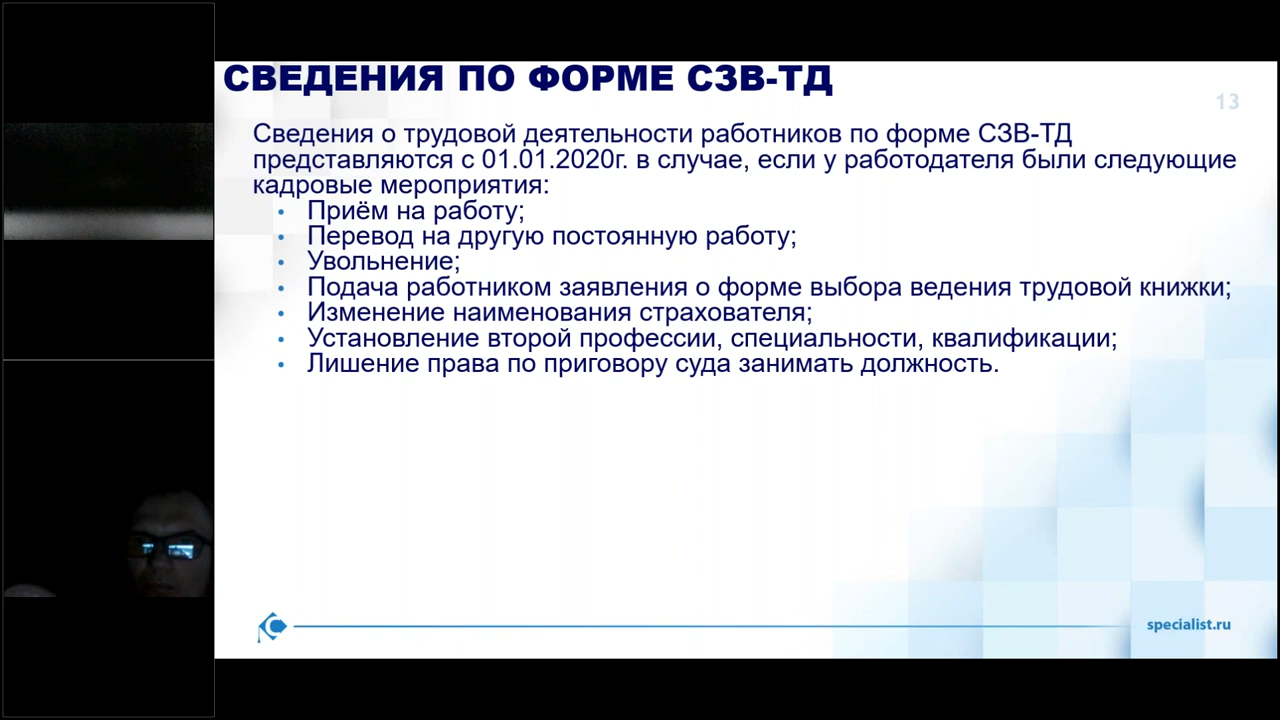 СВЕДЕНИЯ ПО ФОРМЕ СЗВ-ТД
13
Сведения о трудовой деятельности работников по форме СЗВ-ТД
представляются с 01.01.2020г. в случае, если у работодателя были следующие
кадровые мероприятия:
• Приём на работу;
• Перевод на другую постоянную работу;
• Увольнение;
• Подача работником заявления о форме выбора ведения трудовой книжки;
• Изменение наименования страхователя;
• Установление второй профессии, специальности, квалификации;
• Лишение права по приговору суда занимать должность.
specialist.ru